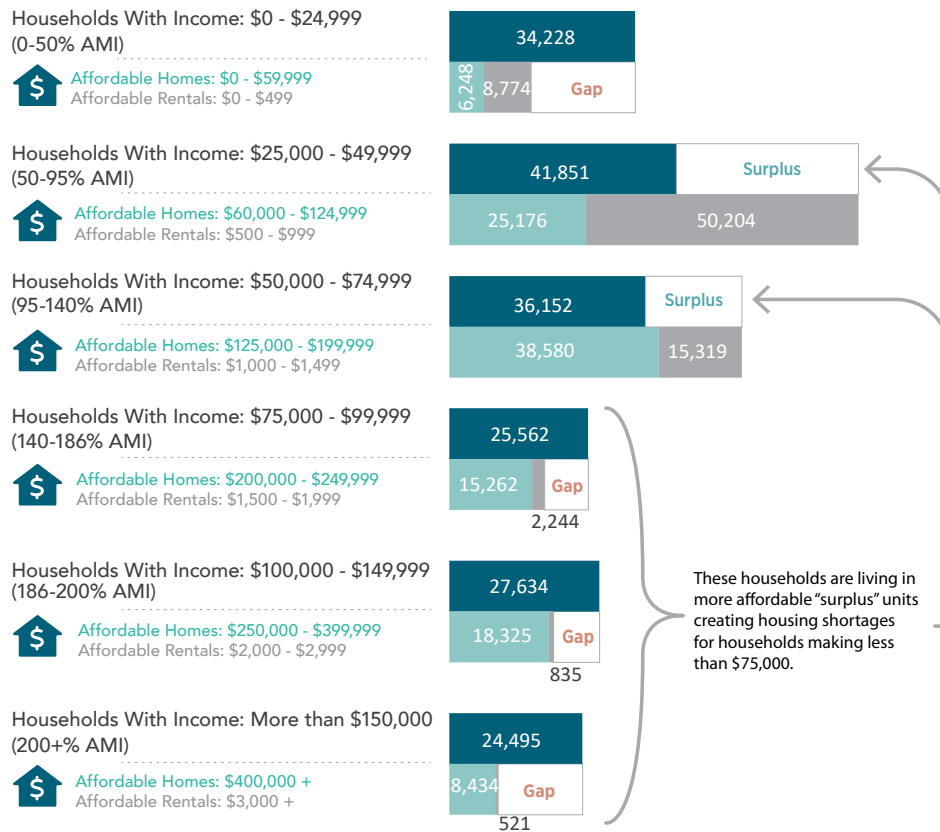 Households With Income: $0 - $24,999
(0-50% AMI)
$
Affordable Homes: $0 - $59,999
Affordable Rentals: $0 - $499
34,228
6,248
8,774
Gap
Households With Income: $25,000 - $49,999
(50-95% AMI)
$
Affordable Homes: $60,000 - $124,999
Affordable Rentals: $500 - $999
41,851
Surplus
25,176
50,204
Households With Income: $50,000 - $74,999
(95-140% AMI)
$
Affordable Homes: $125,000 - $199,999
Affordable Rentals: $1,000 - $1,499
36,152
Surplus
38,580
15,319
Households With Income: $75,000 - $99,999
(140-186% AMI)
$
Affordable Homes: $200,000 - $249,999
Affordable Rentals: $1,500 - $1,999
25,562
15,262
Gap
2,244
Households With Income: $100,000 - $149,999
(186-200% AMI)
$
Affordable Homes: $250,000 - $399,999
Affordable Rentals: $2,000 - $2,999
27,634
18,325
Gap
835
These households are living in
more affordable “surplus” units
creating housing shortages
for households making less
than $75,000.
Households With Income: More than $150,000
(200+% AMI)
$
Affordable Homes: $400,000 +
Affordable Rentals: $3,000 +
24,495
8,434
Gap
521